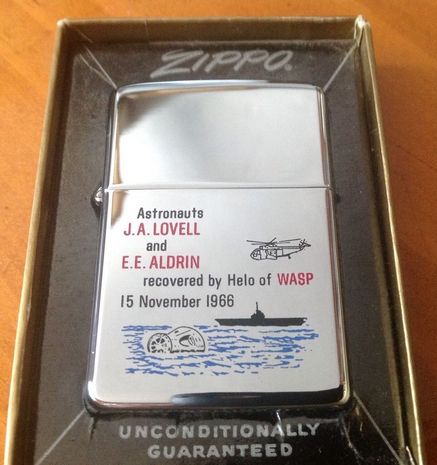 ZIPPO
Astronauts
J.A. LOVELL
and
E.E. ALDRIN
recovered by Helo of WASP
15 November 1966
UNCONDITIONALLY
GUARANTEED